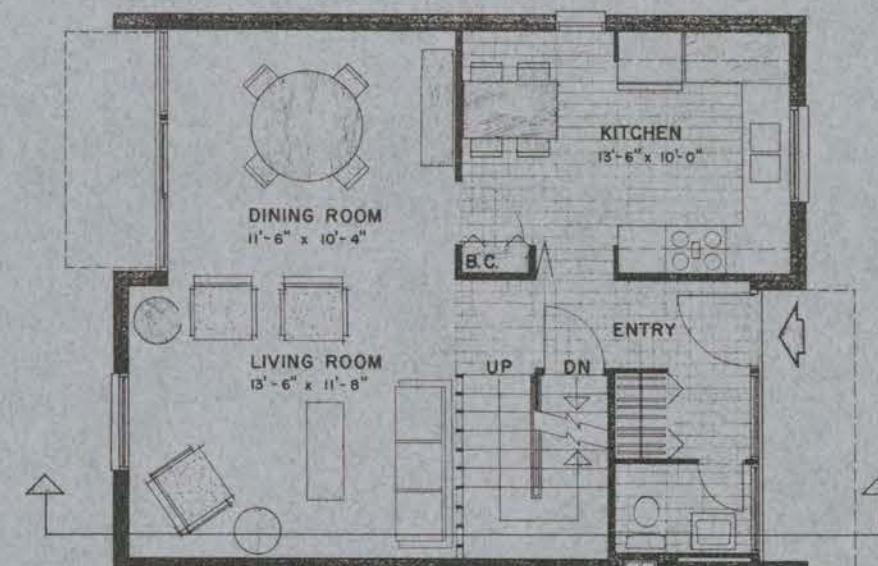 KITCHEN
13'-6" x 10'-0"
DINING ROOM
11'-6" x 10'-4"
B.C.
ENTRY
LIVING ROOM
13'-6" x 11'-8"
UP
DN